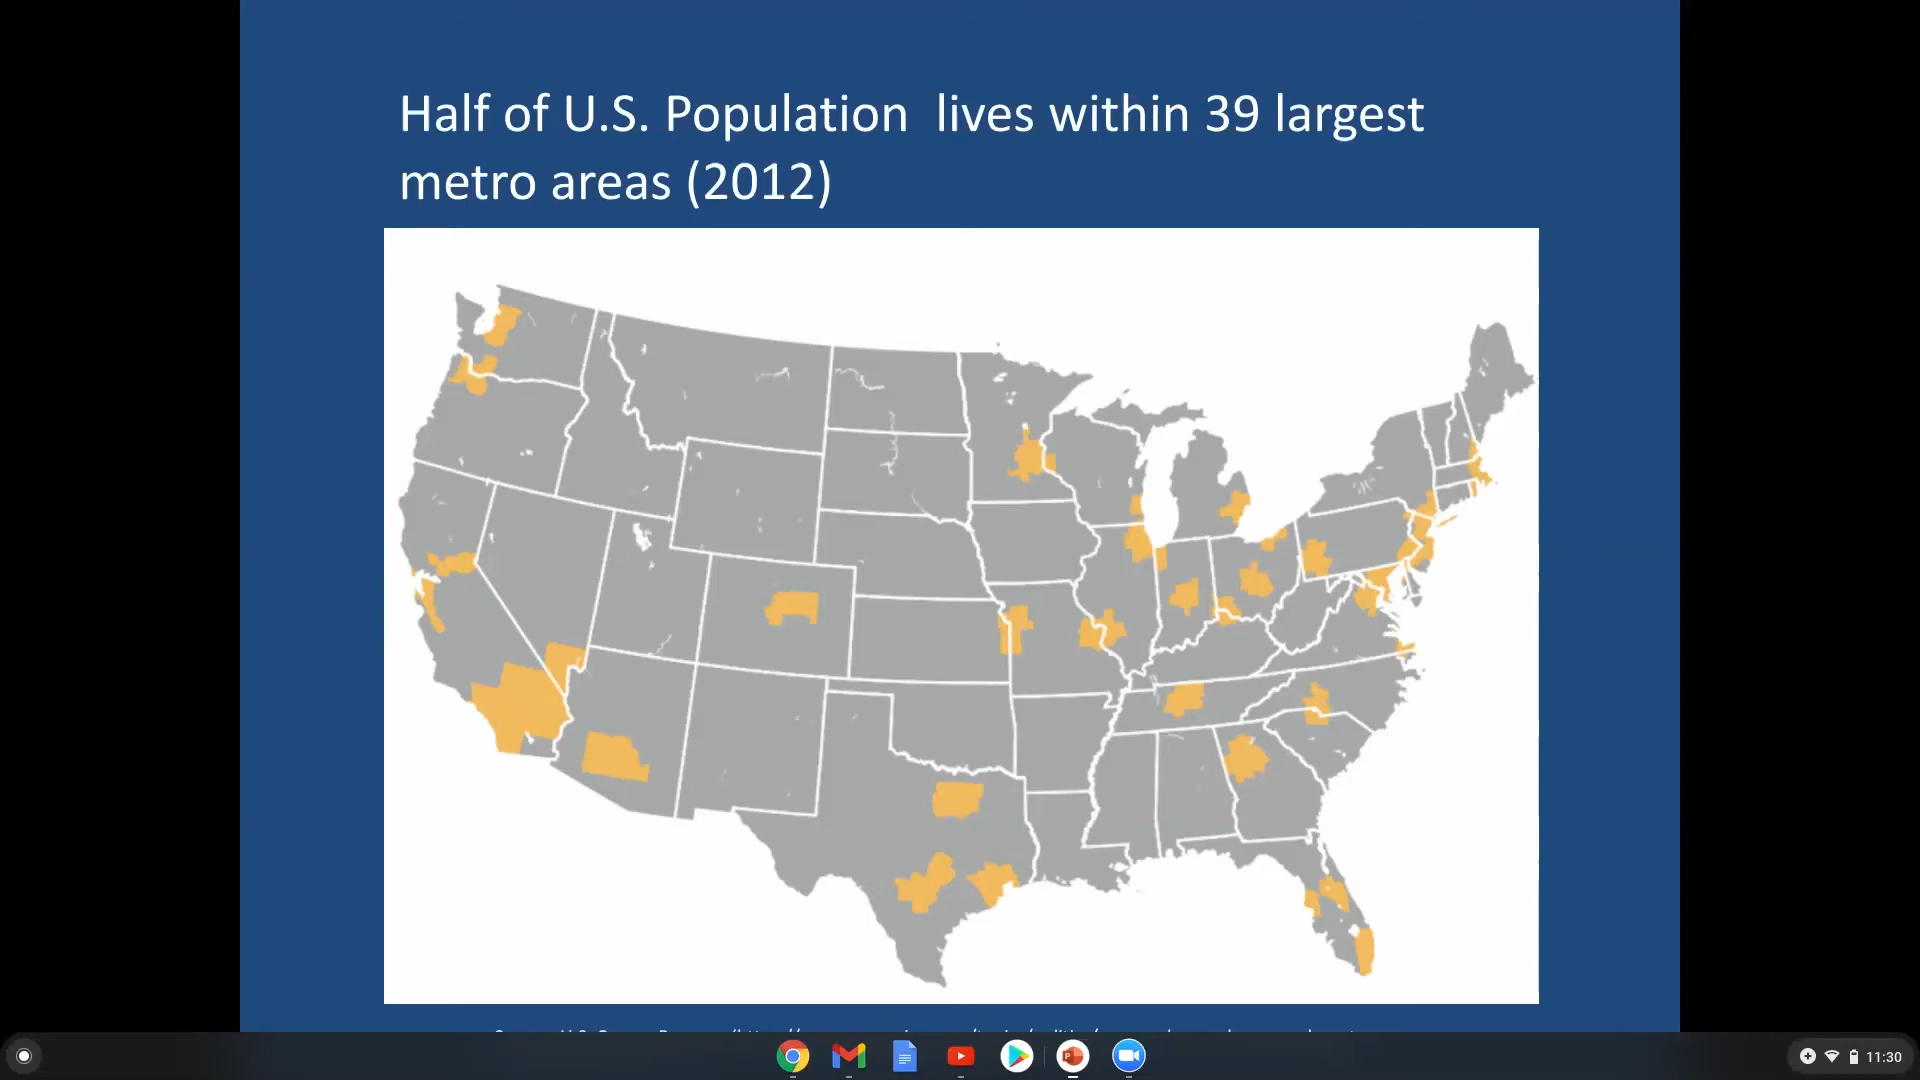 Half of U.S. Population lives within 39 largest
metro areas (2012)
11:30